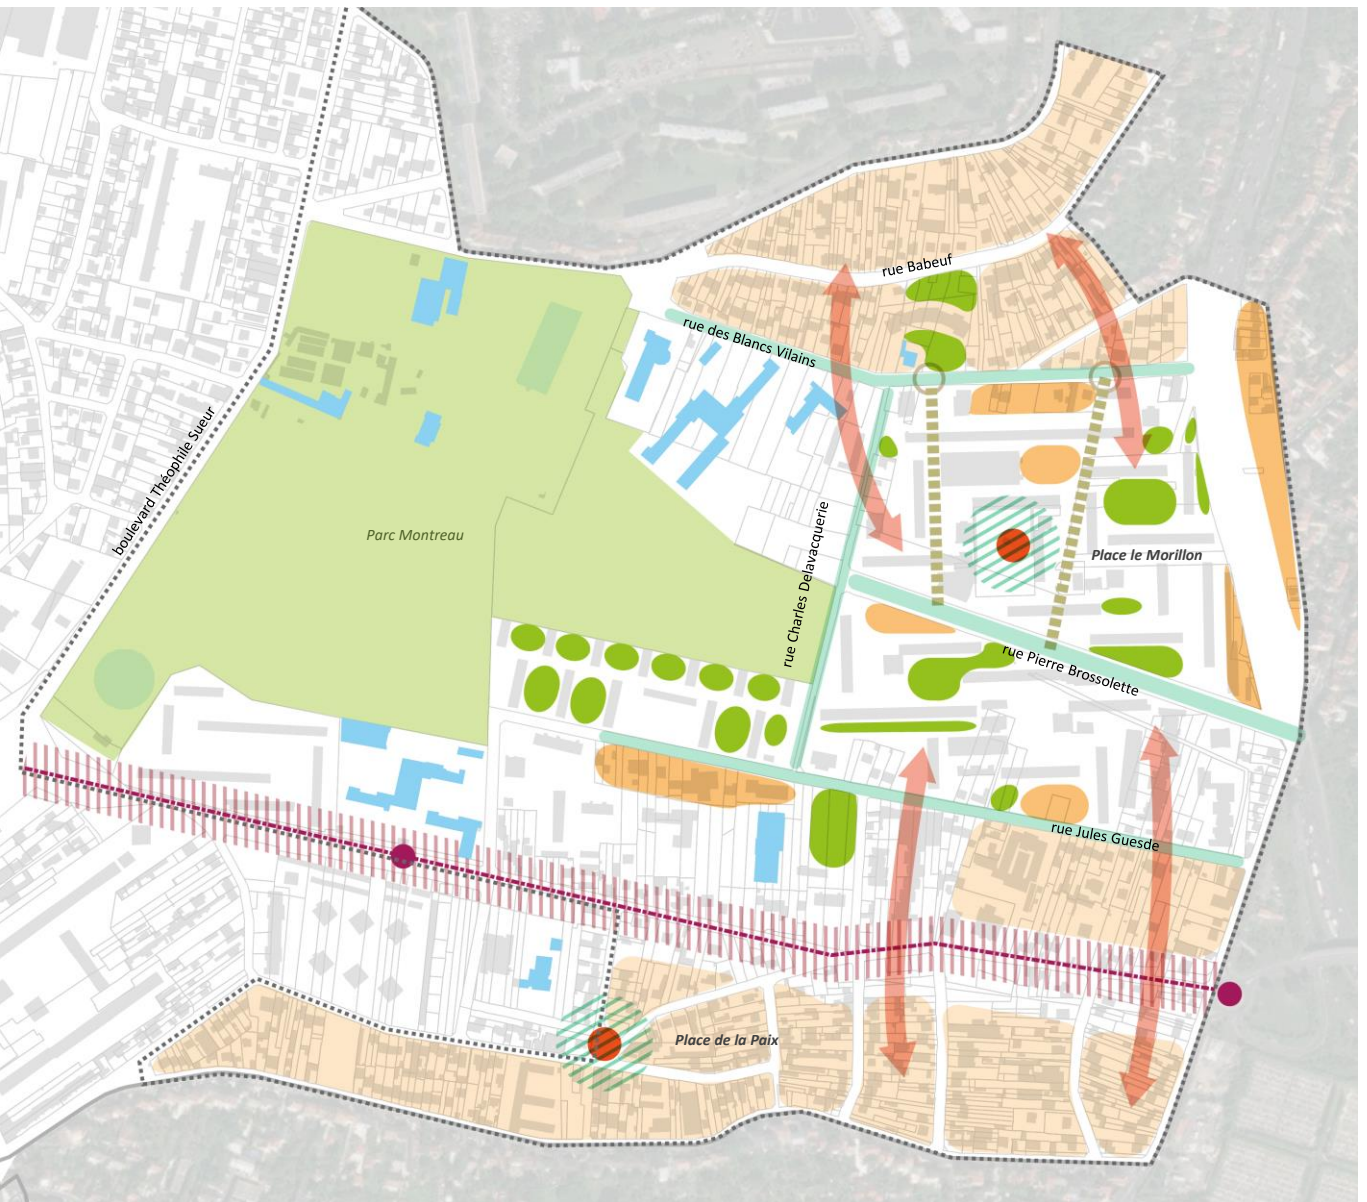 rue Babeuf
rue des Blancs Vilains
boulevard Théophile Sueur
Parc Montreau
rue Charles Delavacquerie
Place le Morillon
rue Pierre Brossolette
rue Jules Guesde
Place de la Paix